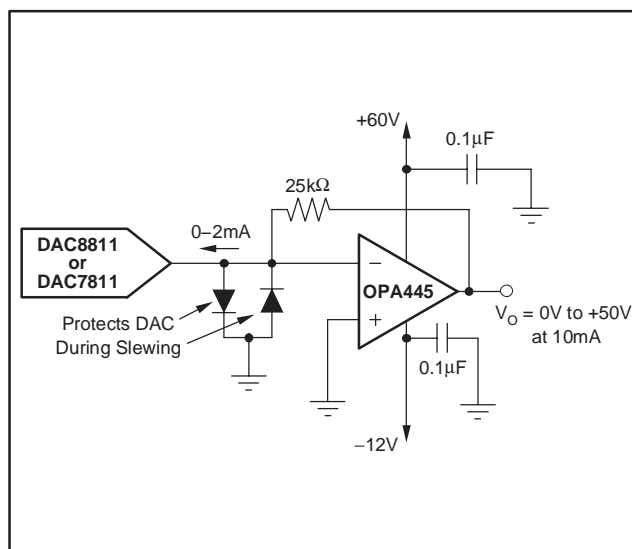 +60V
0.1µF
25kΩ
0–2mA
DAC8811
or
DAC7811
–
OPA445
+
Protects DAC
During Slewing
V_O = 0V to +50V
at 10mA
0.1µF
–12V